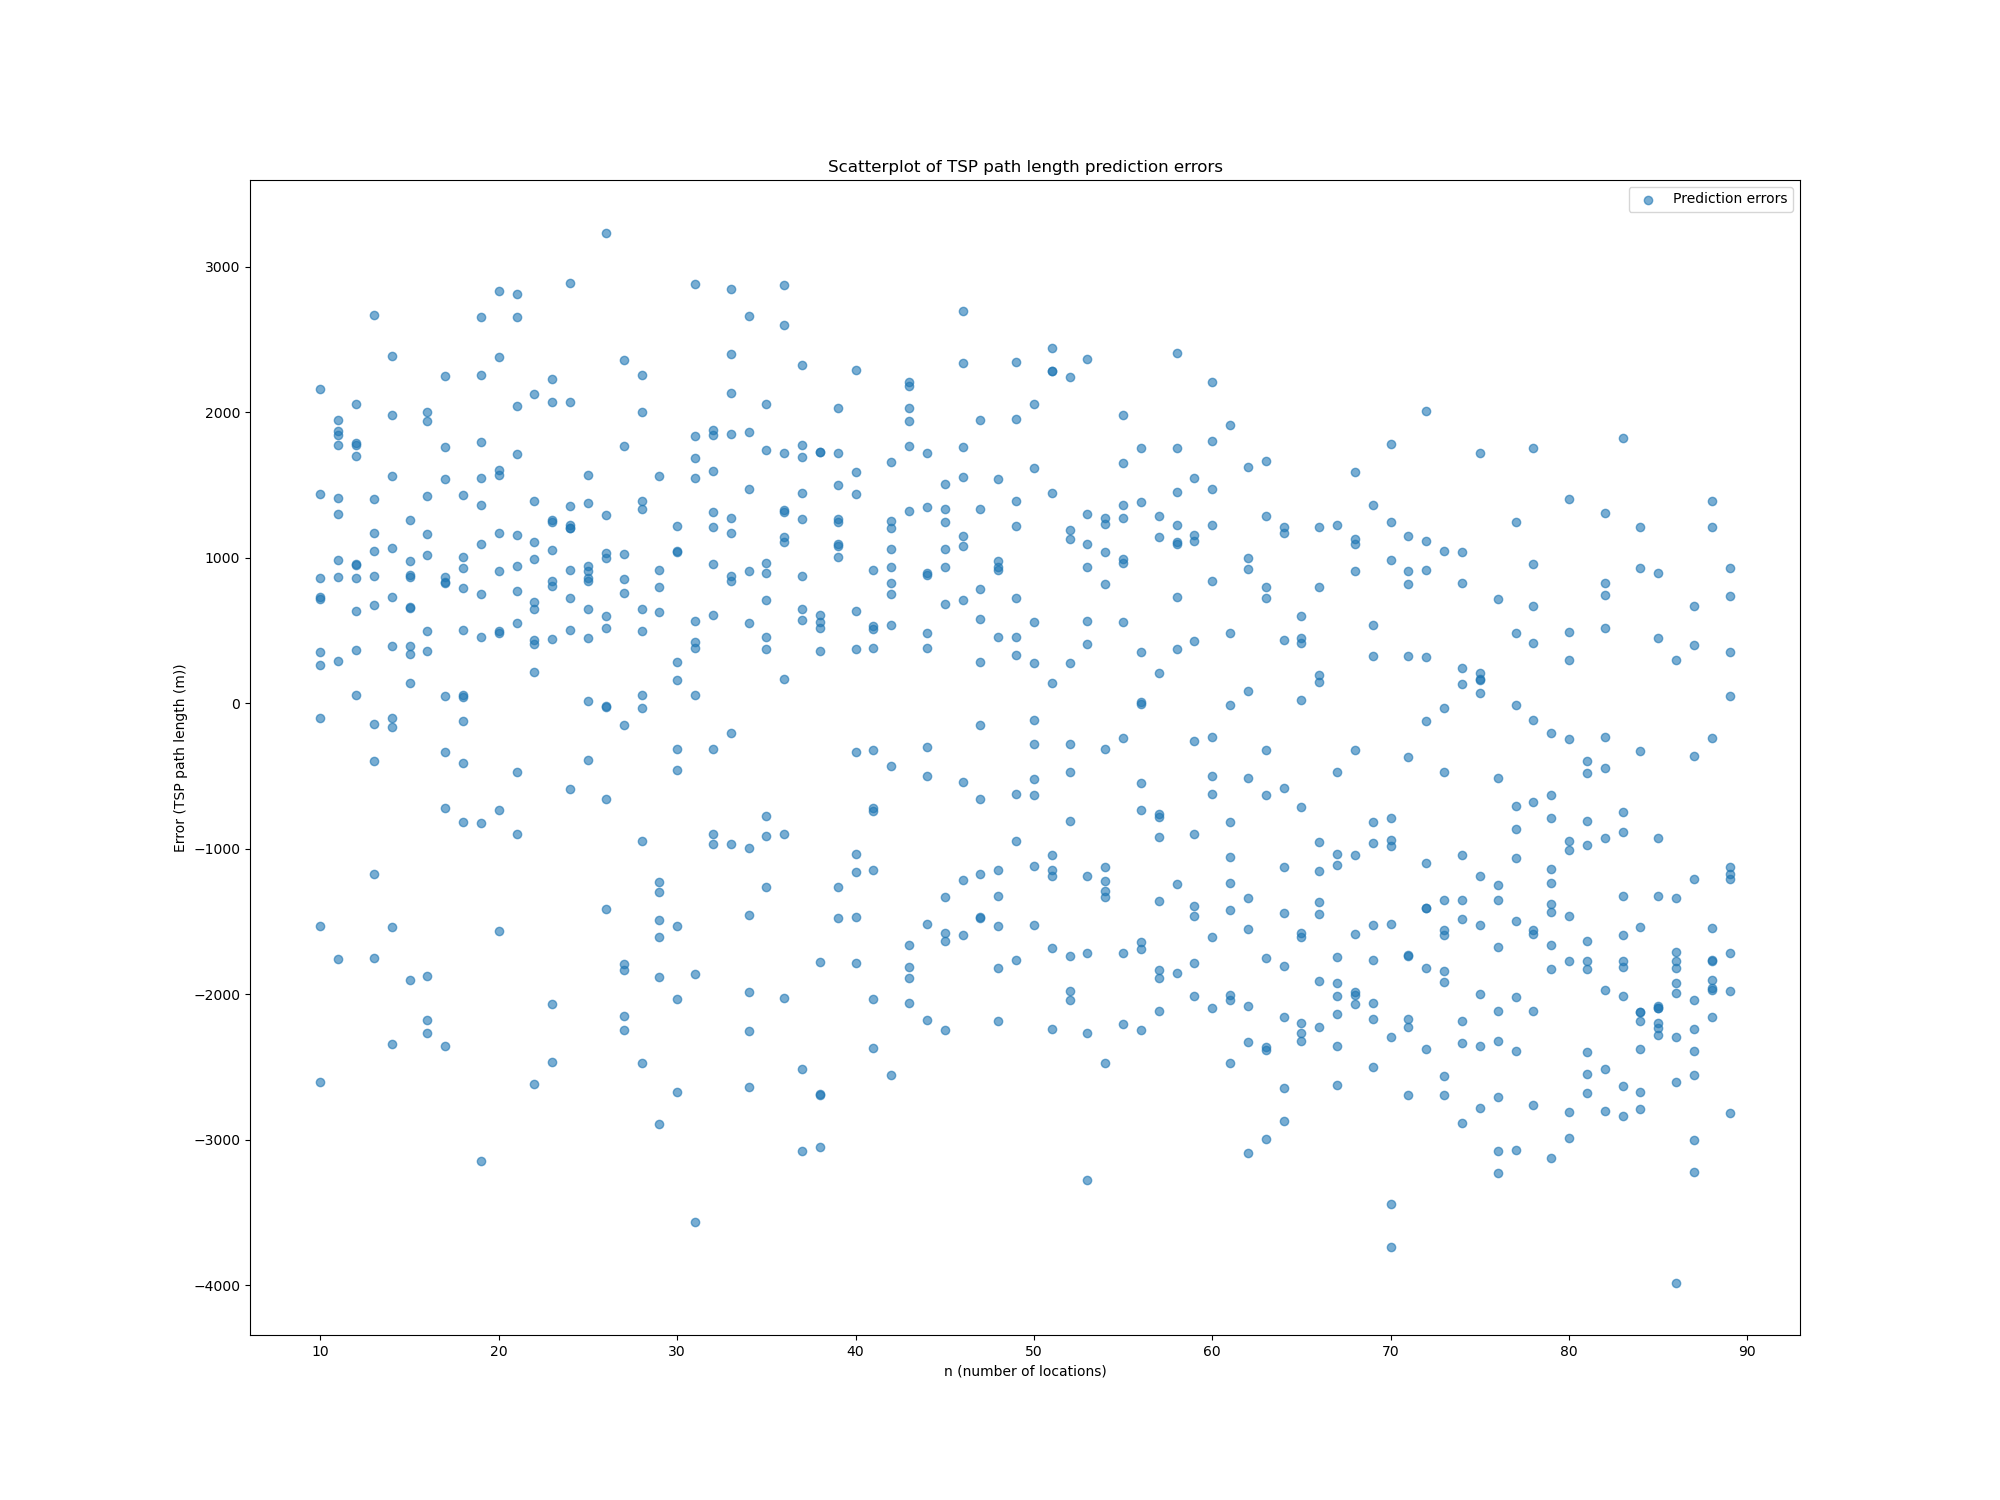 Scatterplot of TSP path length prediction errors
Prediction errors
Error (TSP path length (m))
3000
2000
1000
0
−1000
−2000
−3000
−4000
10 20 30 40 50 60 70 80 90
n (number of locations)